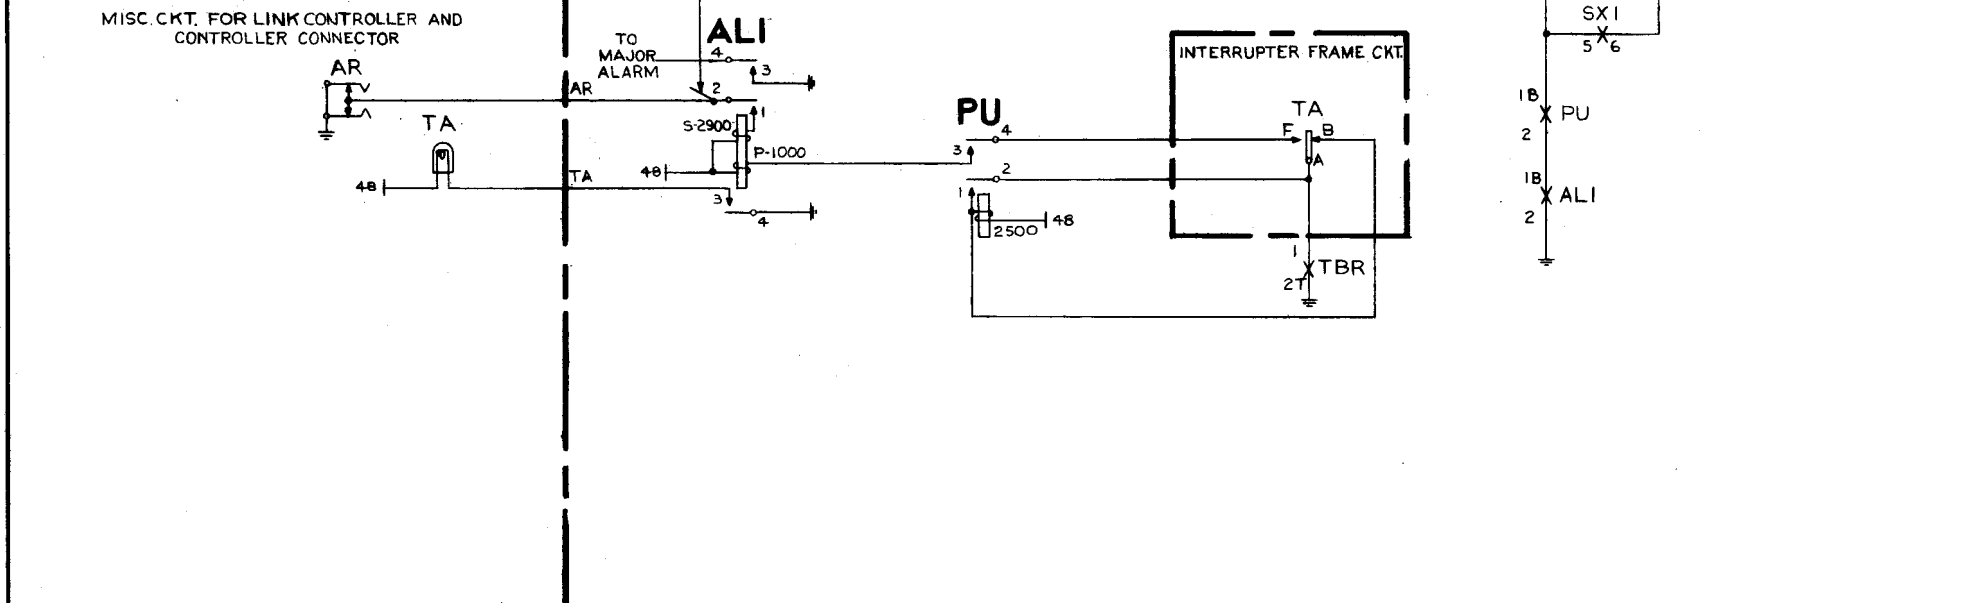 MISC. CKT. FOR LINK CONTROLLER AND
CONTROLLER CONNECTOR
AR
TA
48
AR
TA
TO
MAJOR
ALARM
ALI
4
3
2
1
S-2900
P-1000
48
3
4
PU
4
3
2
1
2500
48
INTERRUPTER FRAME CKT.
TA
F
B
A
1
TBR
2T
SX1
5
6
1B
PU
2
1B
ALI
2